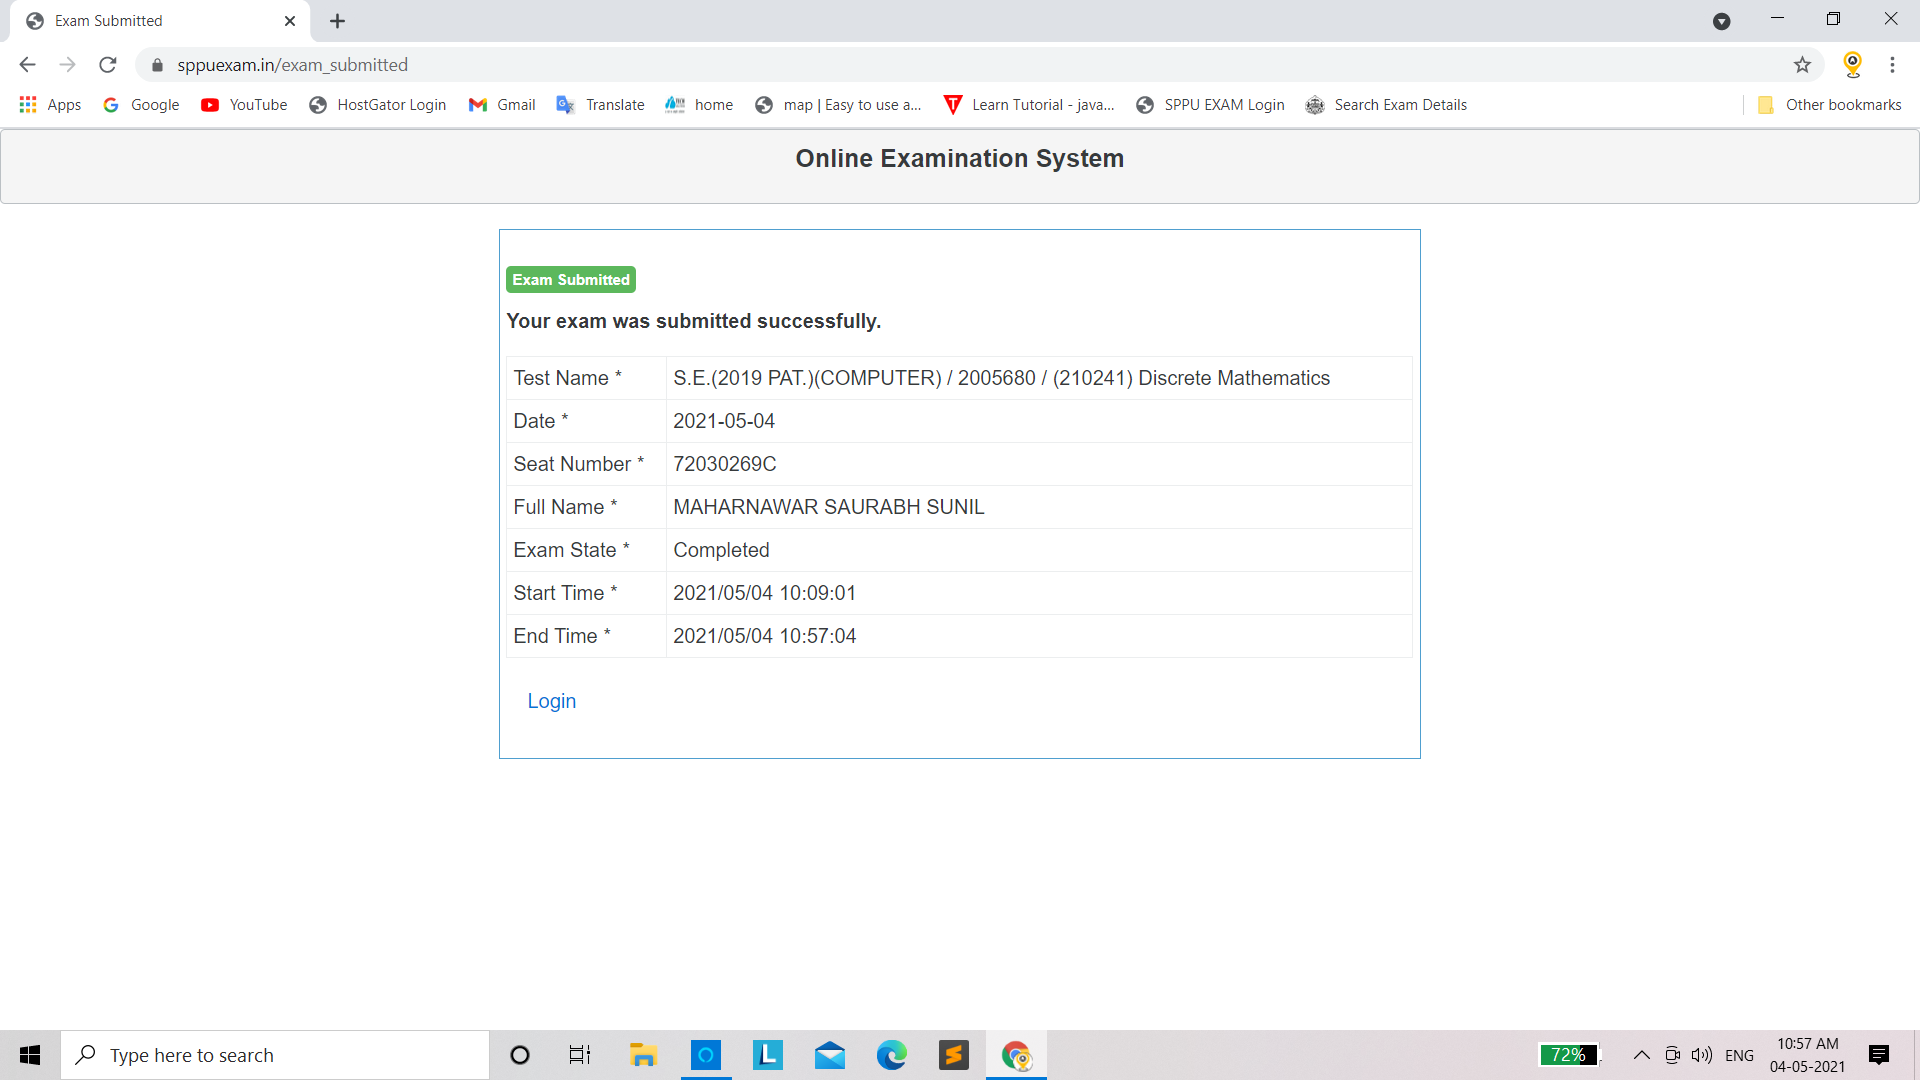 Exam Submitted
sppuexam.in/exam_submitted
Apps Google YouTube HostGator Login Gmail Translate home map | Easy to use a... Learn Tutorial - java... SPPU EXAM Login Search Exam Details Other bookmarks
Online Examination System
Exam Submitted
Your exam was submitted successfully.
Test Name * S.E.(2019 PAT.)(COMPUTER) / 2005680 / (210241) Discrete Mathematics
Date * 2021-05-04
Seat Number * 72030269C
Full Name * MAHARNAWAR SAURABH SUNIL
Exam State * Completed
Start Time * 2021/05/04 10:09:01
End Time * 2021/05/04 10:57:04
Login
Type here to search 72% ENG 10:57 AM
04-05-2021